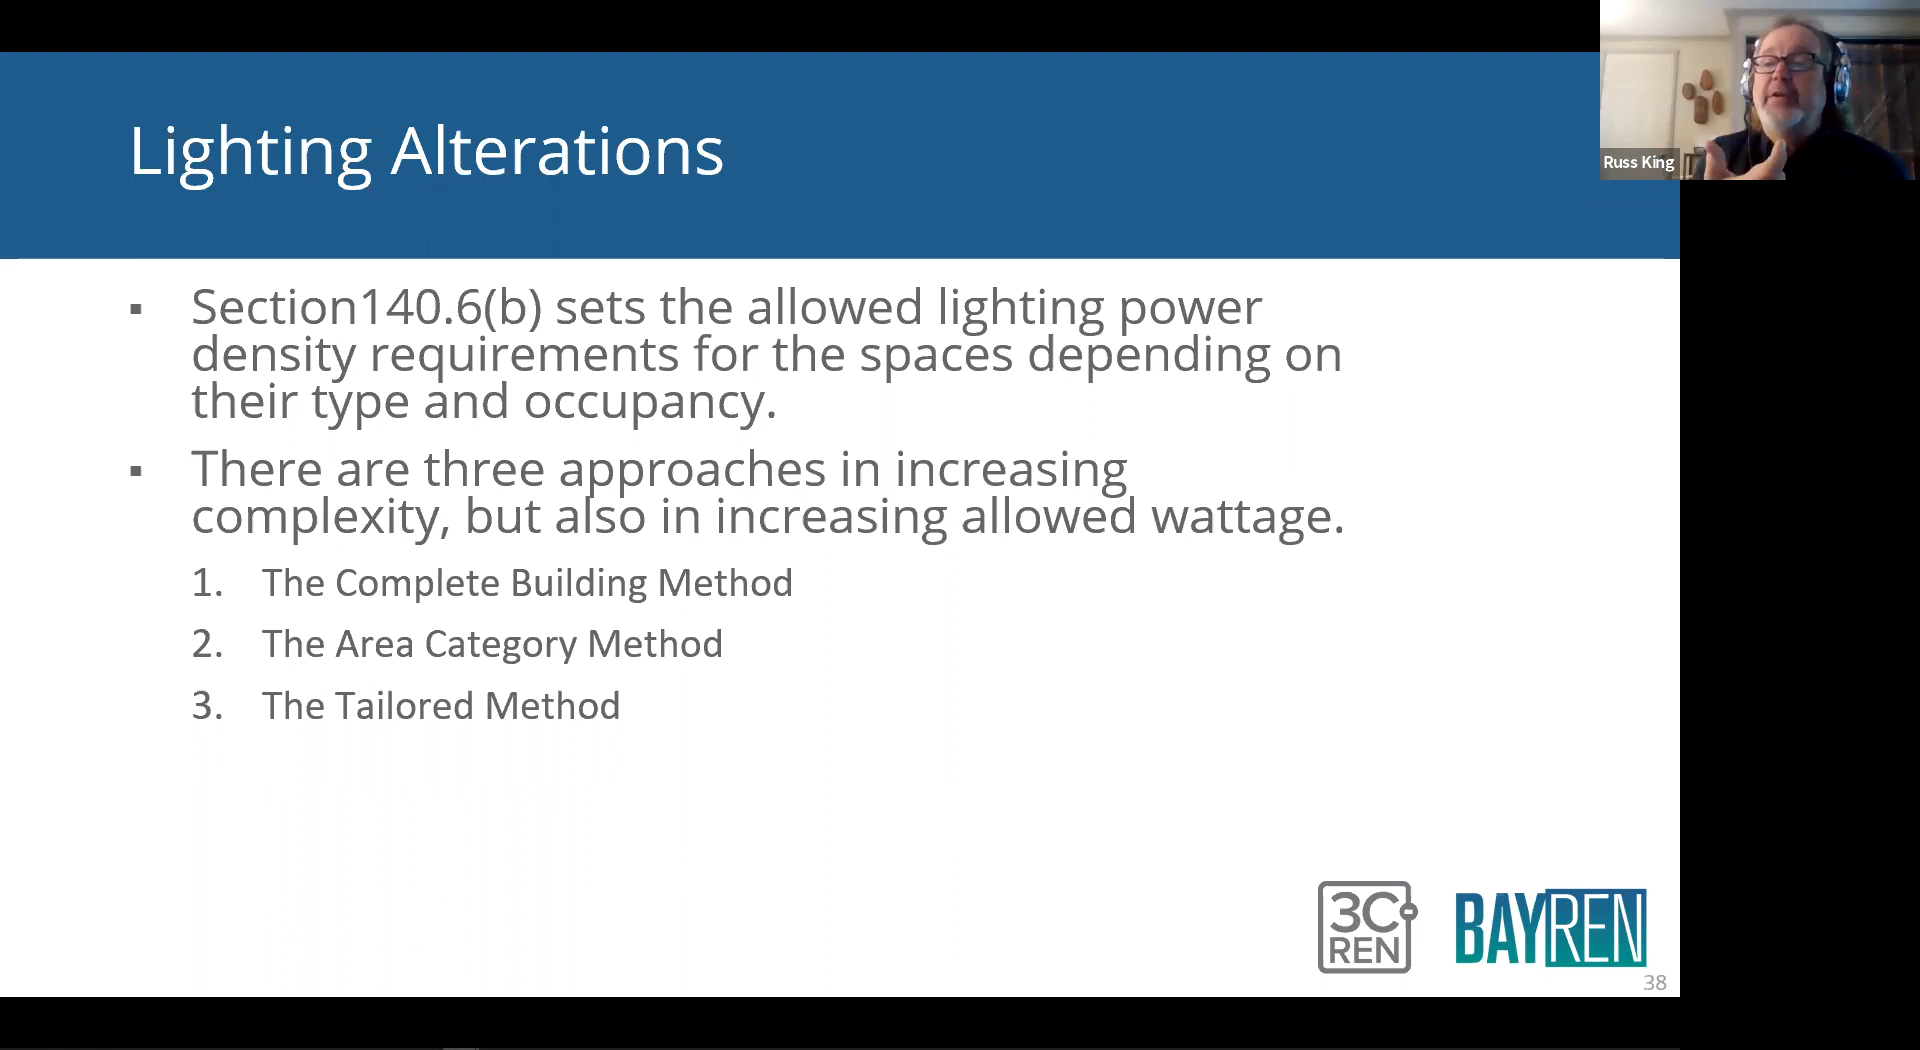 Lighting Alterations
Russ King
▪ Section140.6(b) sets the allowed lighting power
density requirements for the spaces depending on
their type and occupancy.
▪ There are three approaches in increasing
complexity, but also in increasing allowed wattage.
1. The Complete Building Method
2. The Area Category Method
3. The Tailored Method
3C
REN
BAYREN
38